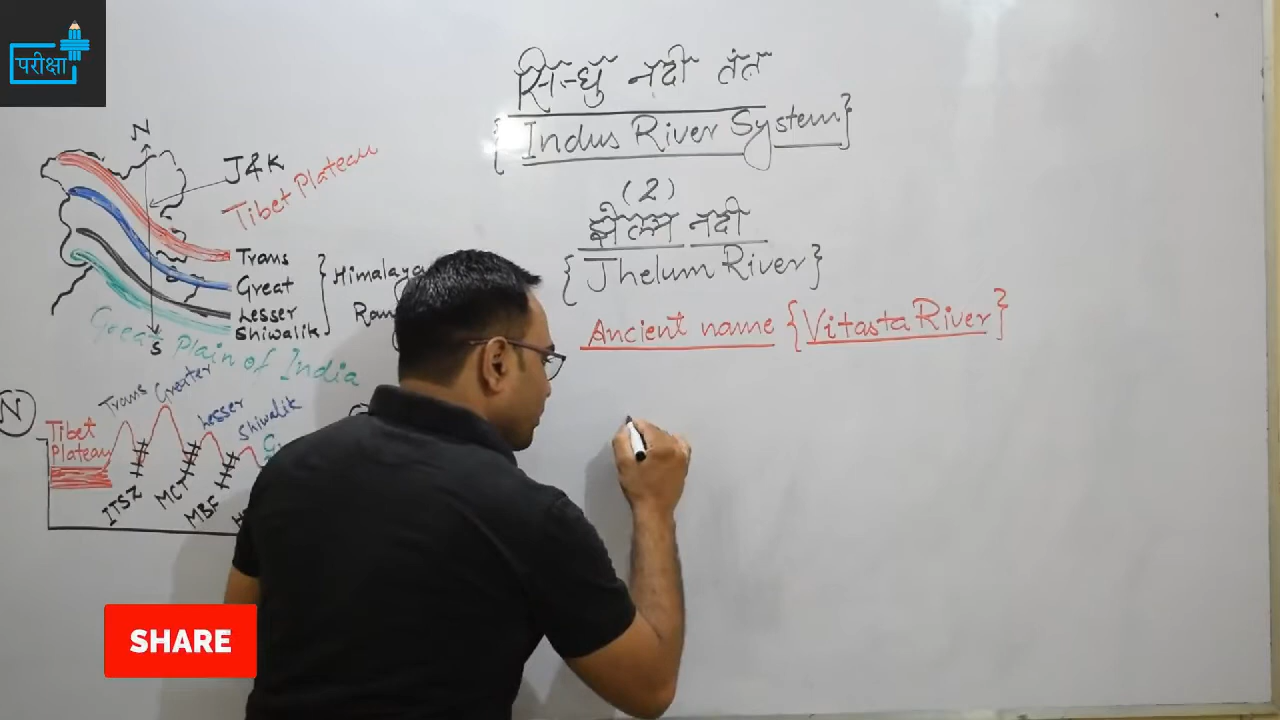 परीक्षा
सिन्धु नदी तंत्र
{Indus River System}
(2)
झेलम नदी
{Jhelum River}
Ancient name {Vitasta River}
N
J&K
Tibet Plateau
Trans
Great
Lesser
Shiwalik
Himalaya
S
Great Plain of India
N
Trans
Greater
Lesser
Shiwalik
Tibet
Plateau
ITSZ
MCT
MBF
SHARE